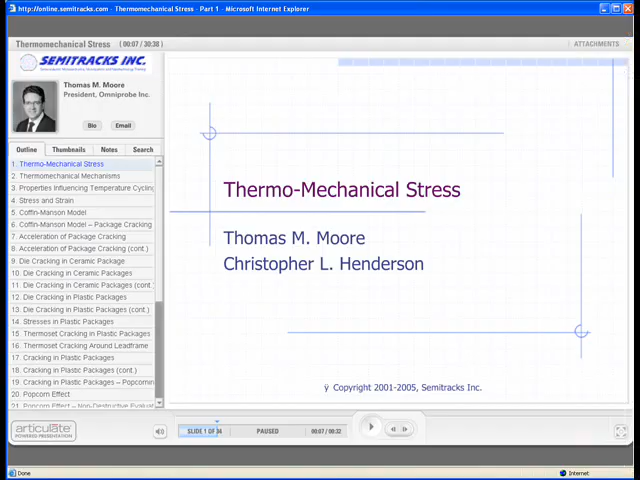 http://online.semitracks.com - Thermomechanical Stress - Part 1 - Microsoft Internet Explorer
Thermomechanical Stress (00:07 / 30:38)
ATTACHMENTS
SEMITRACKS INC.
Thomas M. Moore
President, Omniprobe Inc.
Bio Email
Outline Thumbnails Notes Search
1. Thermo-Mechanical Stress
2. Thermomechanical Mechanisms
3. Properties Influencing Temperature Cycling
4. Stress and Strain
5. Coffin-Manson Model
6. Coffin-Manson Model – Package Cracking
7. Acceleration of Package Cracking
8. Acceleration of Package Cracking (cont.)
9. Die Cracking in Ceramic Package
10. Die Cracking in Ceramic Packages
11. Die Cracking in Ceramic Packages (cont.
12. Die Cracking in Plastic Packages
13. Die Cracking in Plastic Packages (cont.)
14. Stresses in Plastic Packages
15. Thermoset Cracking in Plastic Packages
16. Thermoset Cracking Around Leadframe
17. Cracking in Plastic Packages
18. Cracking in Plastic Packages (cont.)
19. Cracking in Plastic Packages – Popcornin
20. Popcorn Effect
21. Popcorn Effect – Non-Destructive Evaluat
Thermo-Mechanical Stress
Thomas M. Moore
Christopher L. Henderson
ÿ Copyright 2001-2005, Semitracks Inc.
articulate
POWERED PRESENTATION
SLIDE 1 OF 34 PAUSED 00:07 / 00:32
Done
Internet